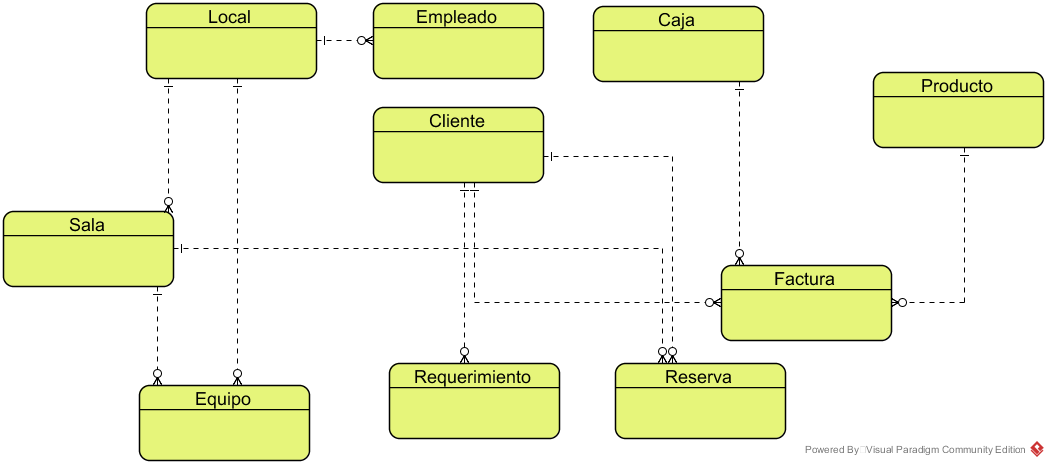 Local
Empleado
Caja
Producto
Cliente
Sala
Factura
Requerimiento
Reserva
Equipo
Powered By Visual Paradigm Community Edition